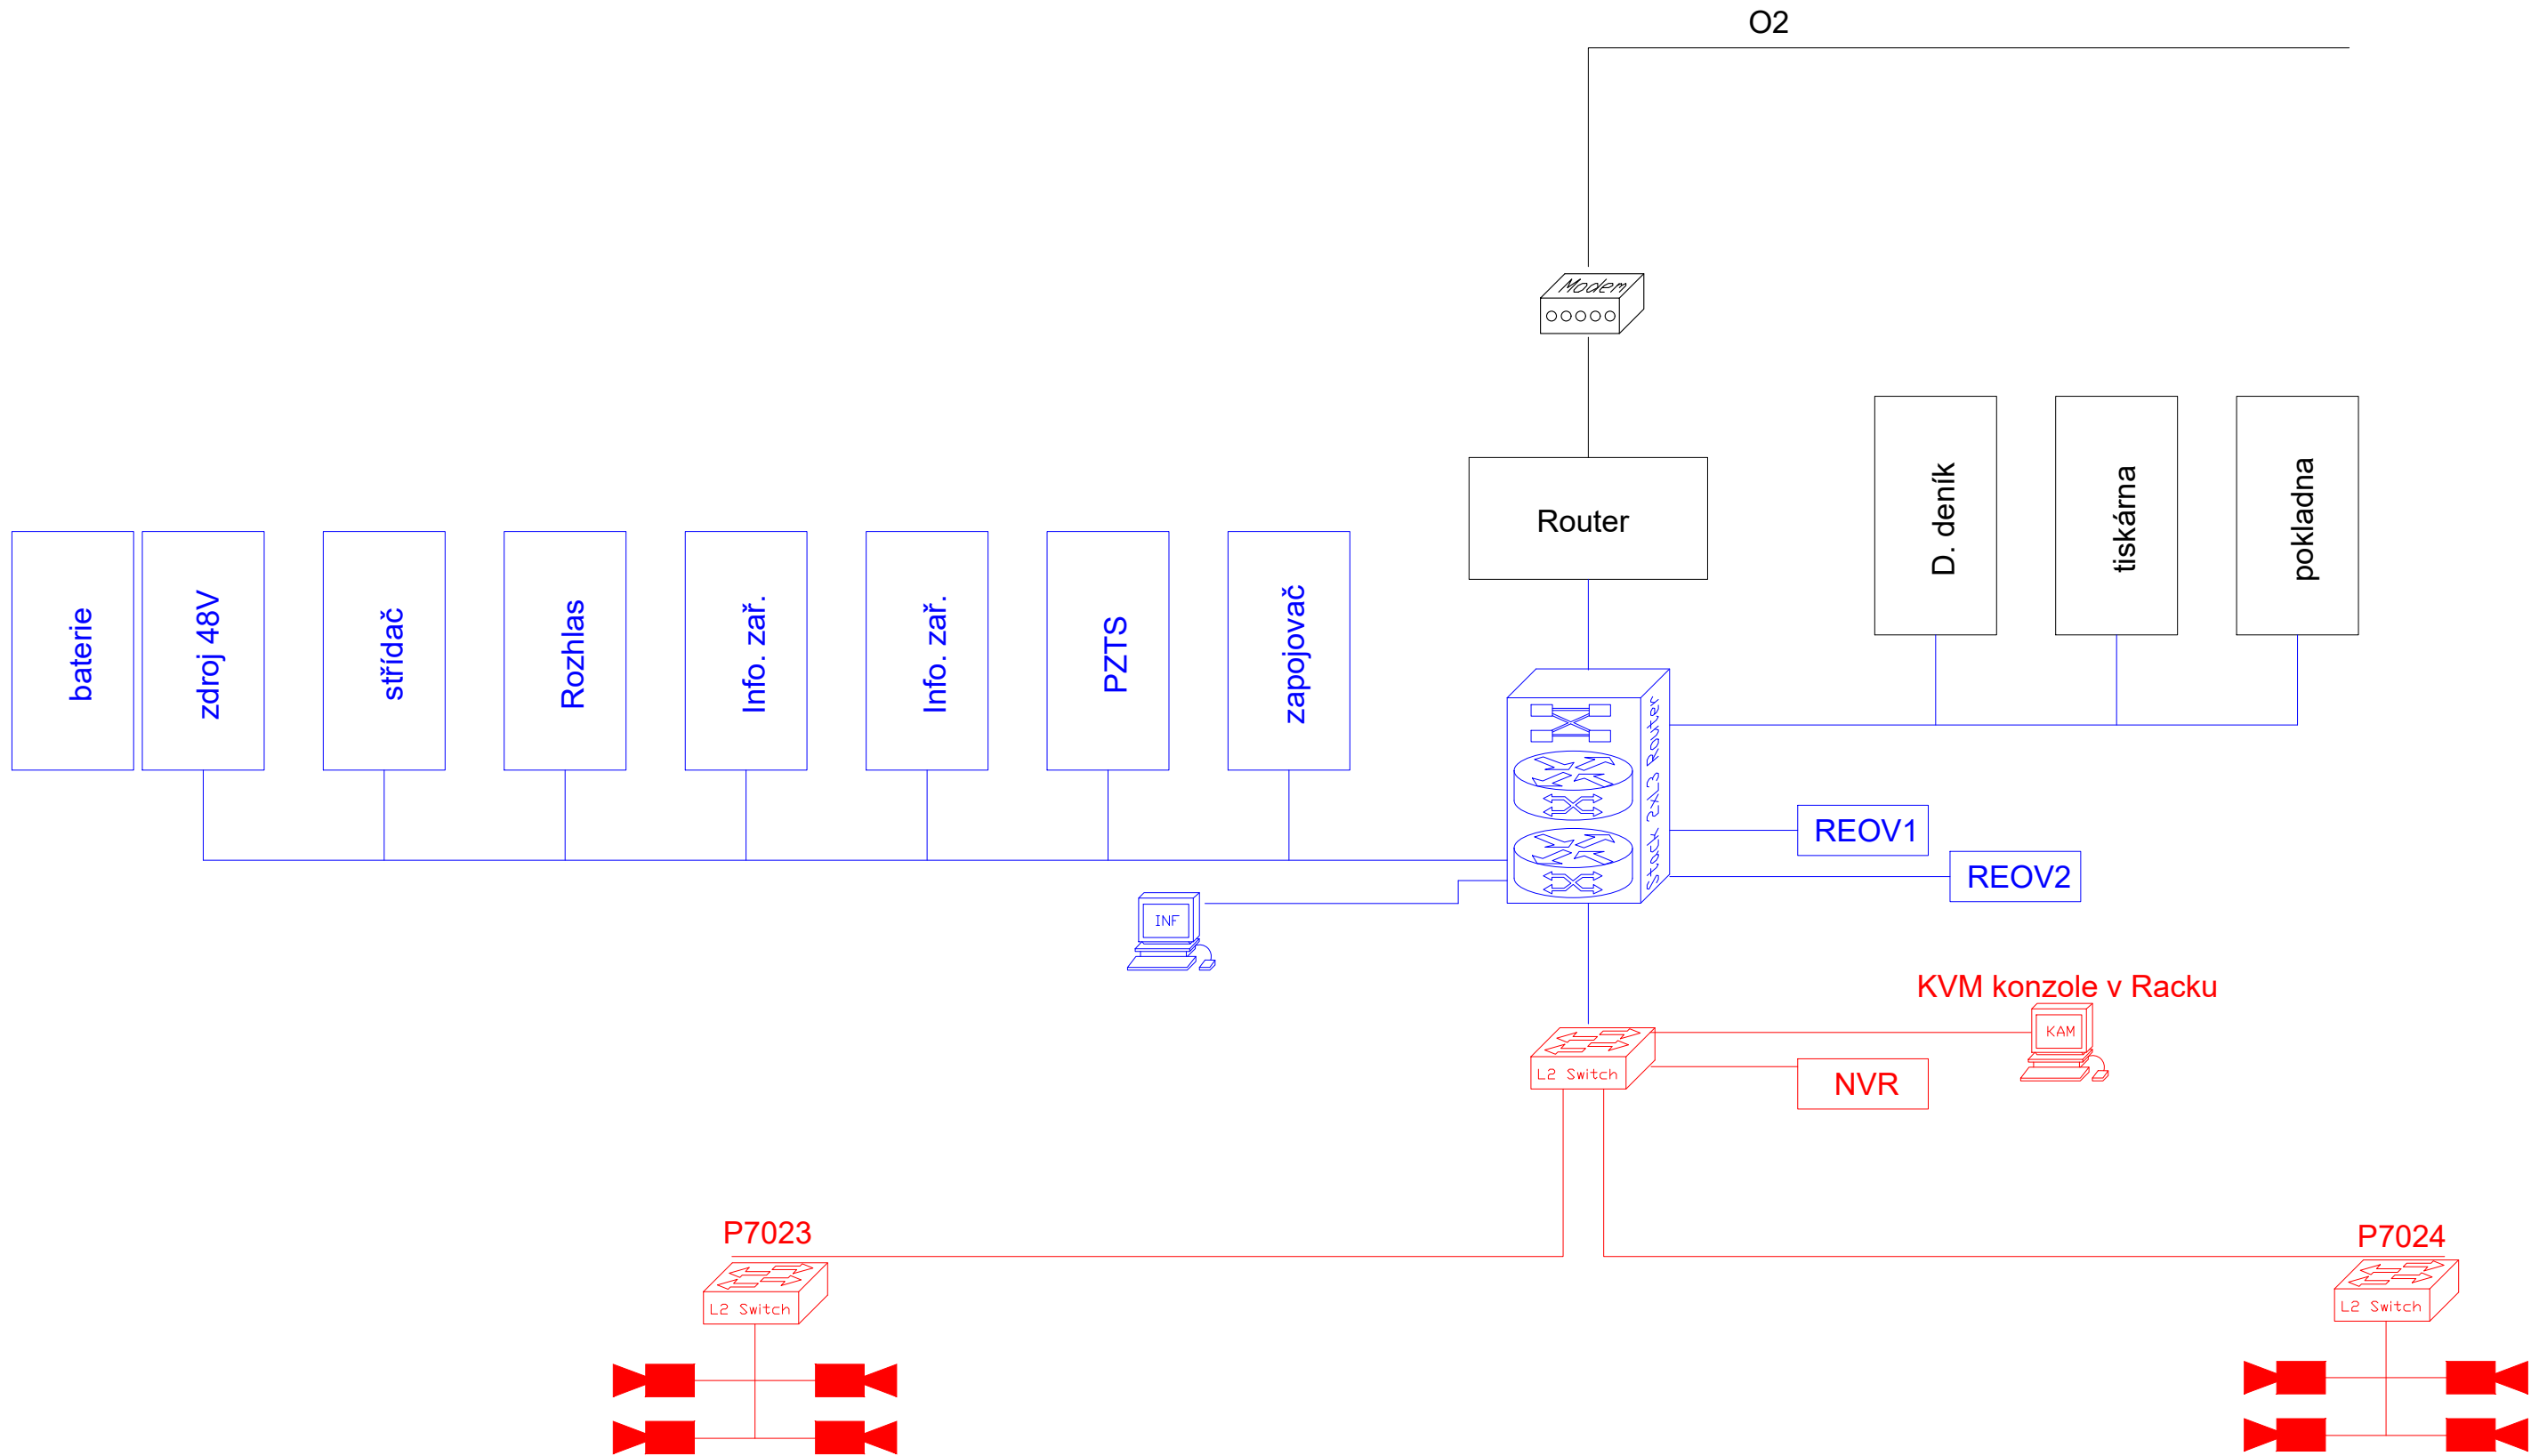 O2
Modem
Router
D. deník
tiskárna
pokladna
baterie
zdroj 48V
střídač
Rozhlas
Info. zař.
Info. zař.
PZTS
zapojovač
Stack 2xL3 Router
REOV1
REOV2
INF
KVM konzole v Racku
KAM
L2 Switch
NVR
P7023
P7024
L2 Switch
L2 Switch